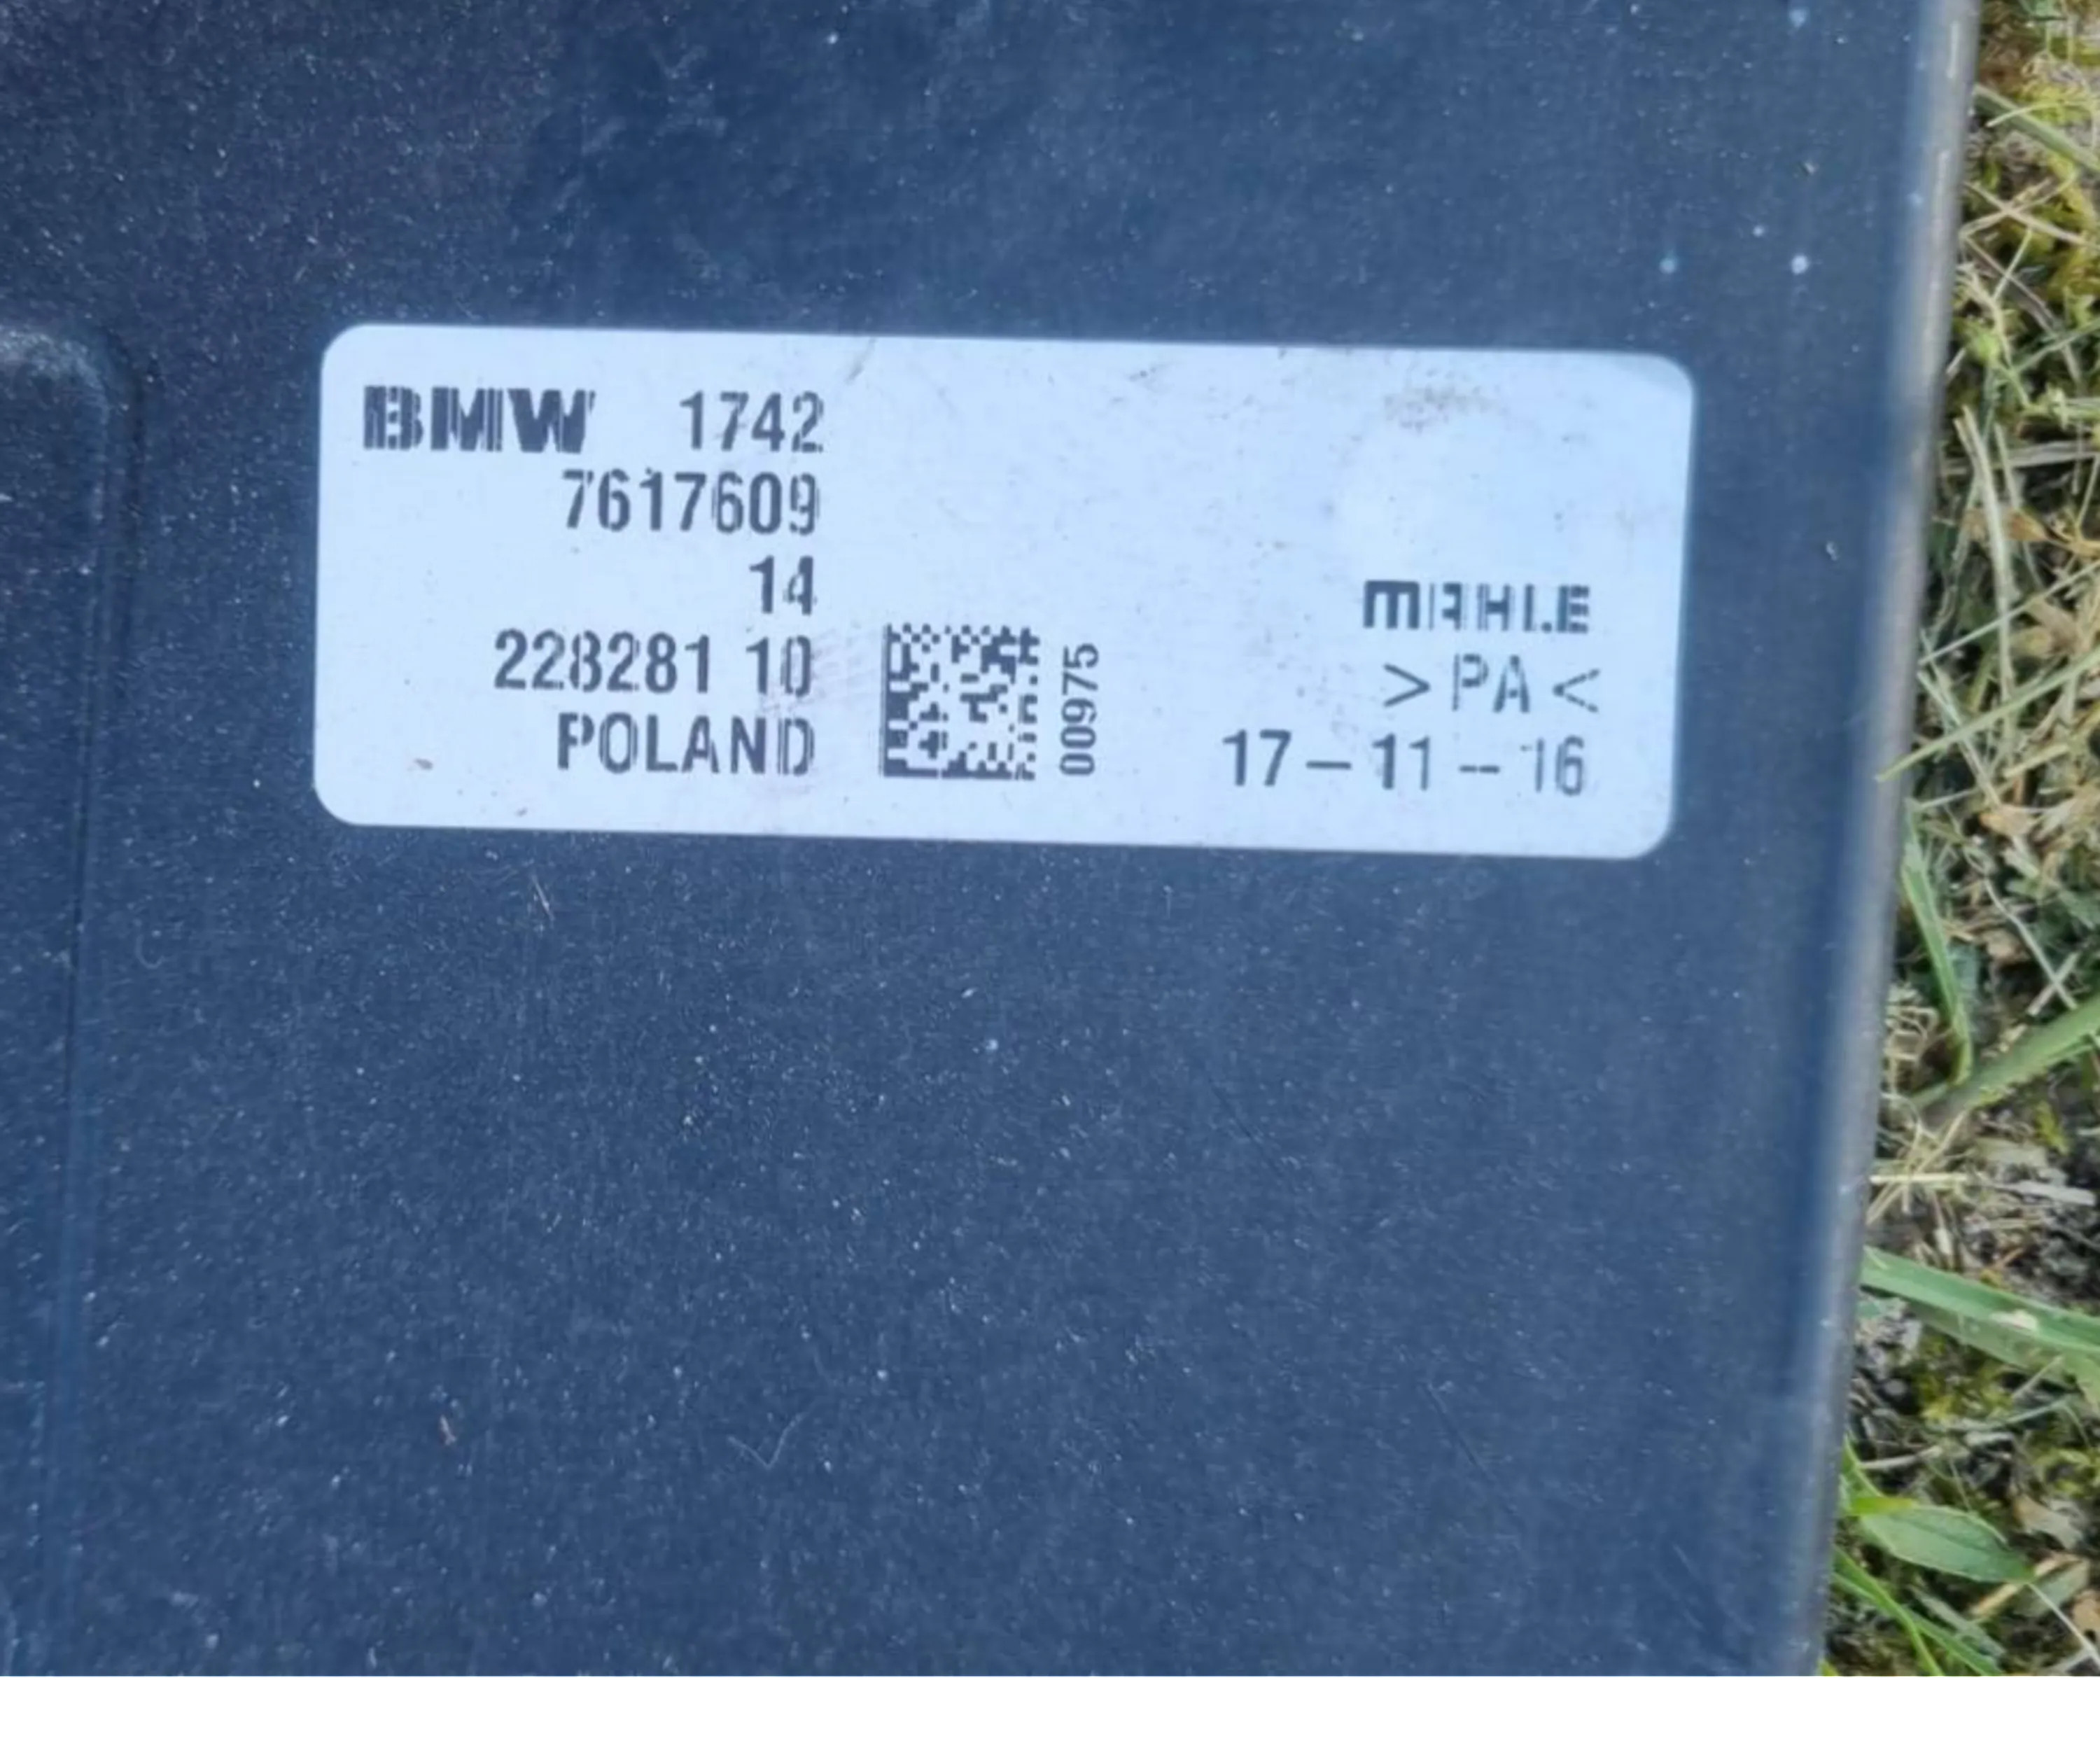 BMW 1742
7617609
14
228281 10
POLAND
00975
MAHLE
>PA<
17-11-16